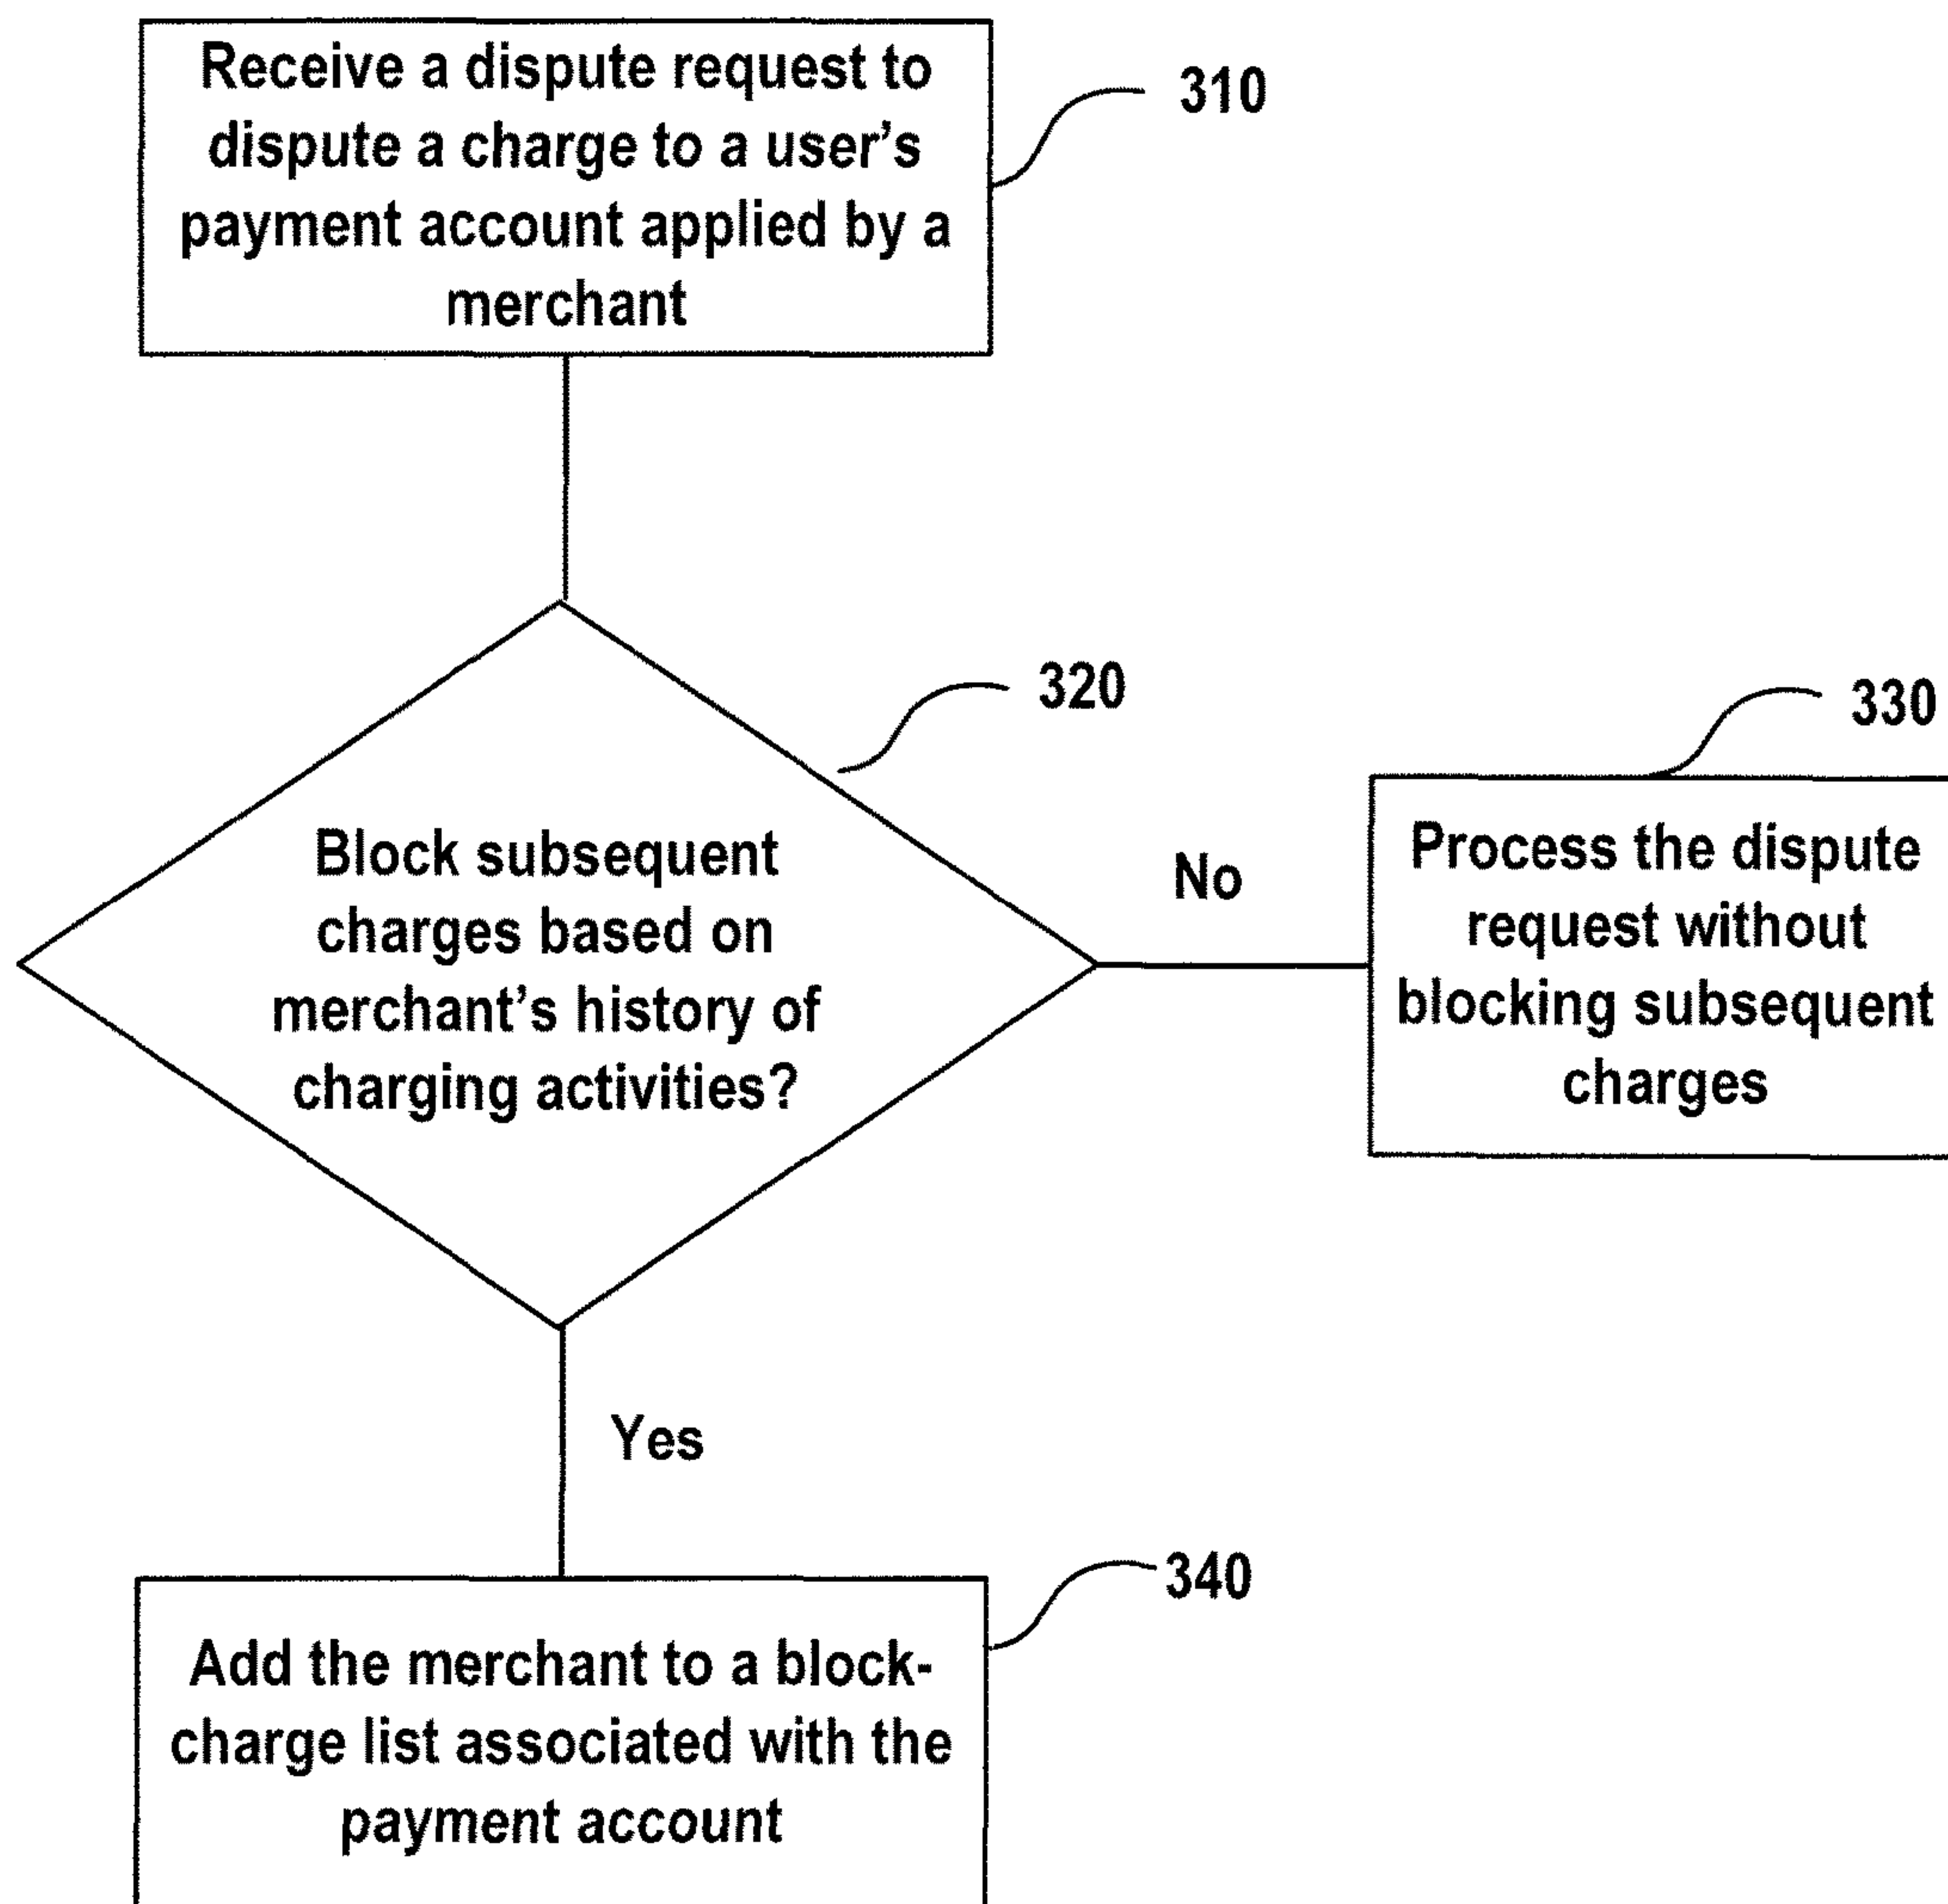 Receive a dispute request to
dispute a charge to a user's
payment account applied by a
merchant
310
320
Block subsequent
charges based on
merchant's history of
charging activities?
No
330
Process the dispute
request without
blocking subsequent
charges
Yes
340
Add the merchant to a block-
charge list associated with the
payment account